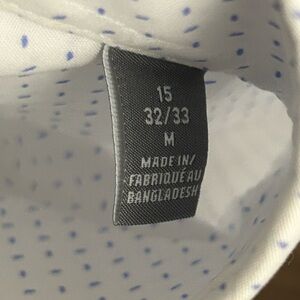 15
32/33
M
MADE IN/
FABRIQUÉ AU
BANGLADESH